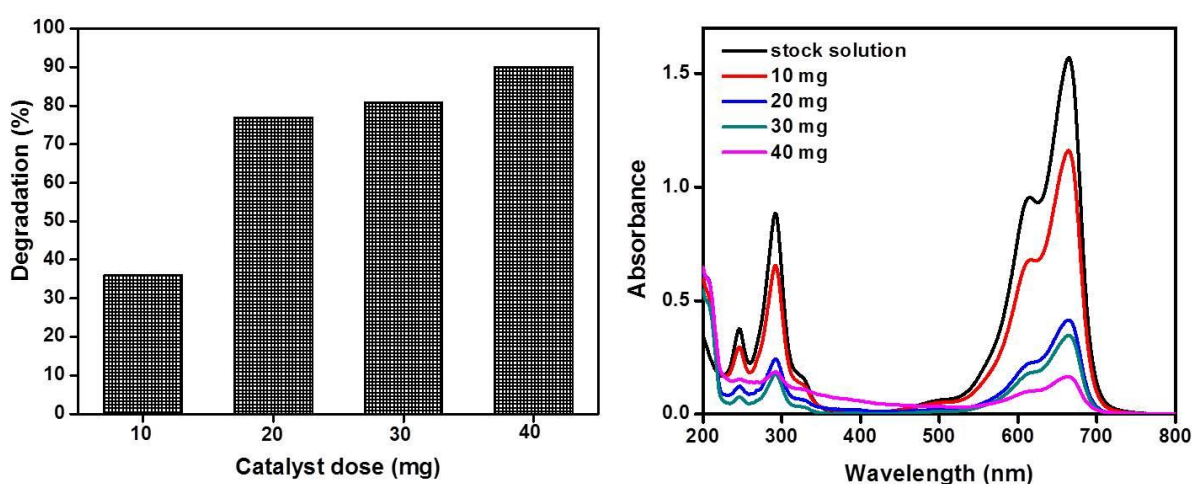 100
90
80
70
60
50
40
30
20
10
0
Degradation (%)
10 20 30 40
Catalyst dose (mg)
stock solution
10 mg
20 mg
30 mg
40 mg
1.5
1.0
0.5
0.0
Absorbance
200 300 400 500 600 700 800
Wavelength (nm)